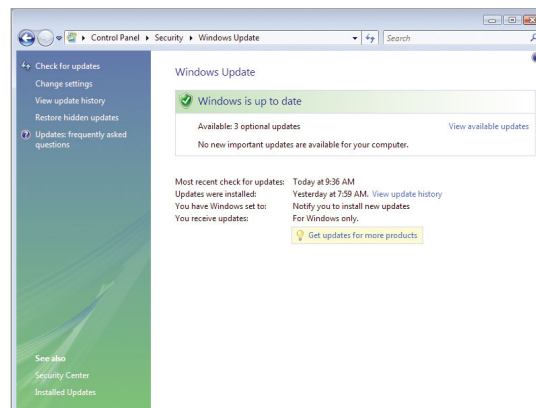 Control Panel ▸ Security ▸ Windows Update
Search
Check for updates
Change settings
View update history
Restore hidden updates
Updates: frequently asked
questions
Windows Update
Windows is up to date
Available: 3 optional updates
View available updates
No new important updates are available for your computer.
Most recent check for updates: Today at 9:36 AM
Updates were installed: Yesterday at 7:59 AM. View update history
You have Windows set to: Notify you to install new updates
You receive updates: For Windows only.
Get updates for more products
See also
Security Center
Installed Updates